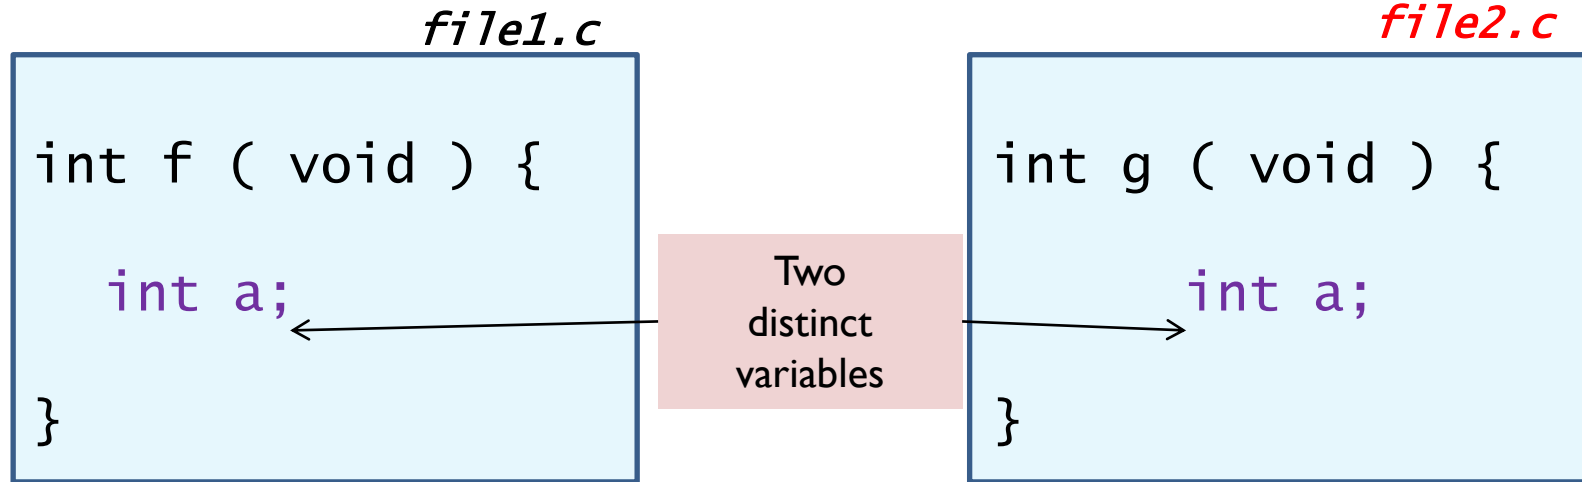 file1.c
int f ( void ) {
int a;
}
Two
distinct
variables
file2.c
int g ( void ) {
int a;
}